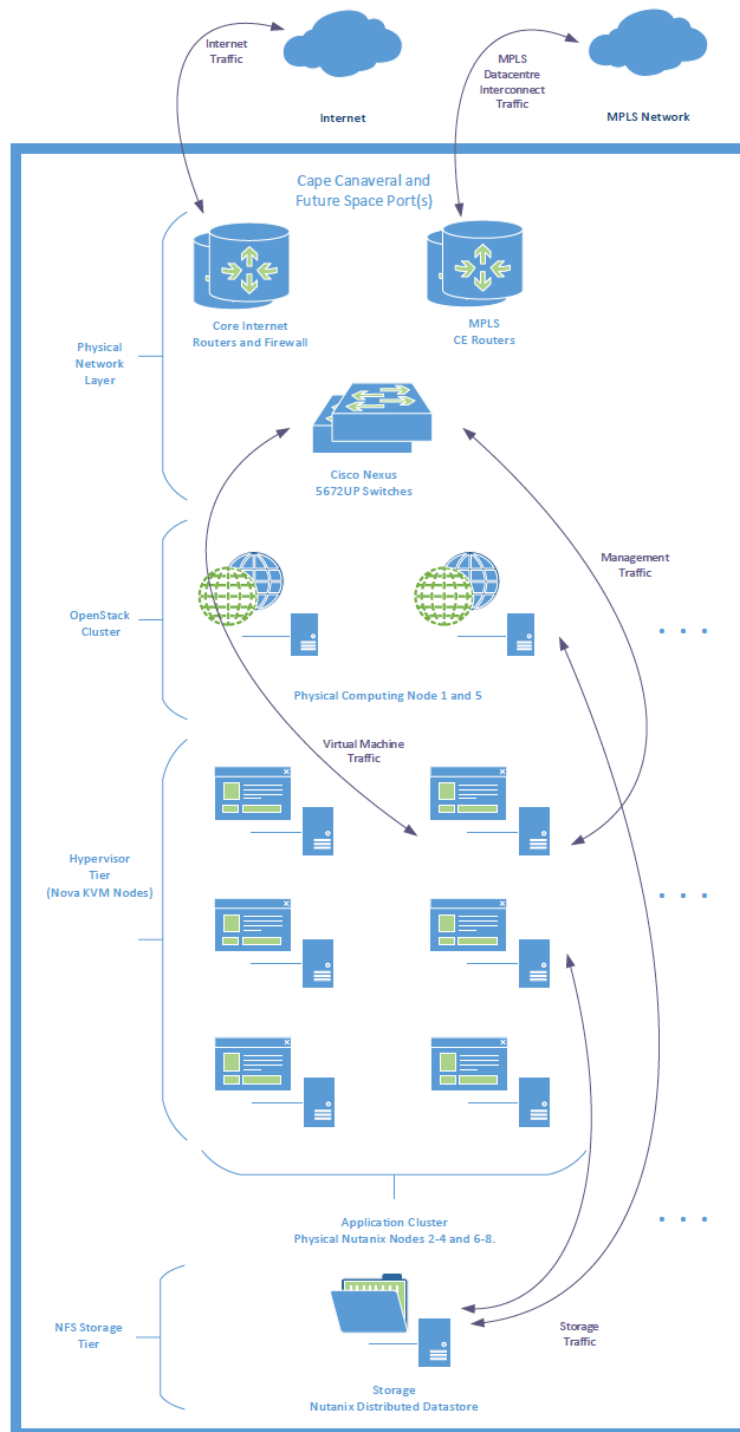 Internet
Traffic
Internet
MPLS
Datacentre
Interconnect
Traffic
MPLS Network
Cape Canaveral and
Future Space Port(s)
Core Internet
Routers and Firewall
MPLS
CE Routers
Physical
Network
Layer
Cisco Nexus
5672UP Switches
Management
Traffic
OpenStack
Cluster
Physical Computing Node 1 and 5
Virtual Machine
Traffic
Hypervisor
Tier
(Nova KVM Nodes)
Application Cluster
Physical Nutanix Nodes 2-4 and 6-8.
NFS Storage
Tier
Storage
Traffic
Storage
Nutanix Distributed Datastore